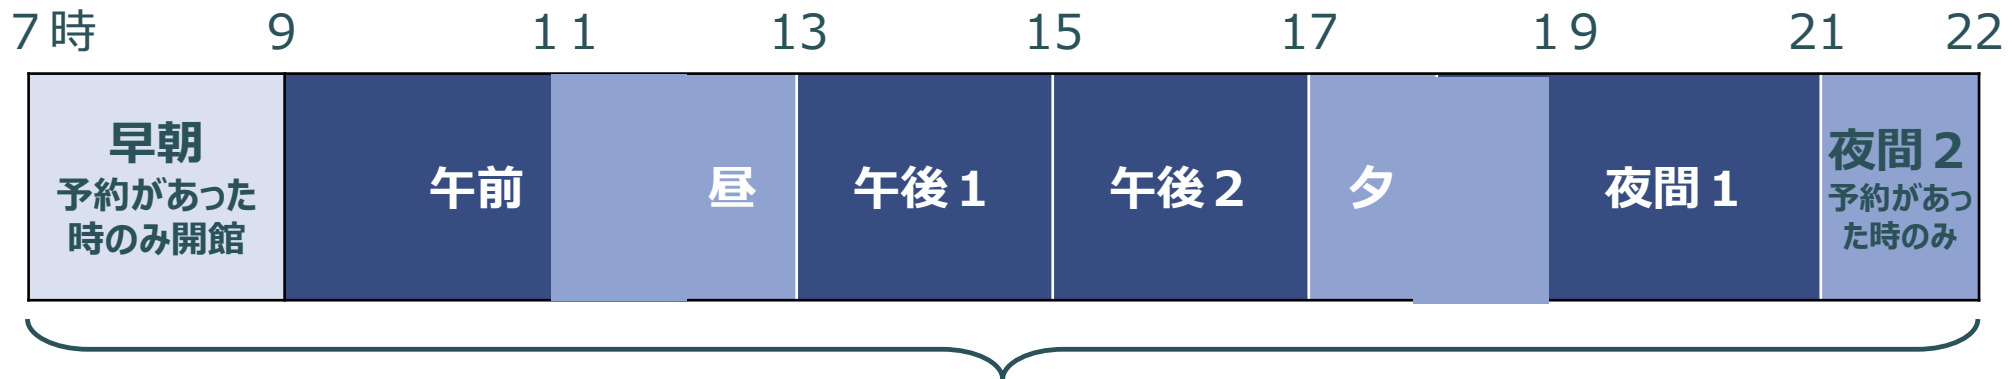 7時 9 11 13 15 17 19 21 22
早朝
予約があった
時のみ開館
午前
昼
午後1
午後2
夕
夜間1
夜間2
予約があっ
た時のみ